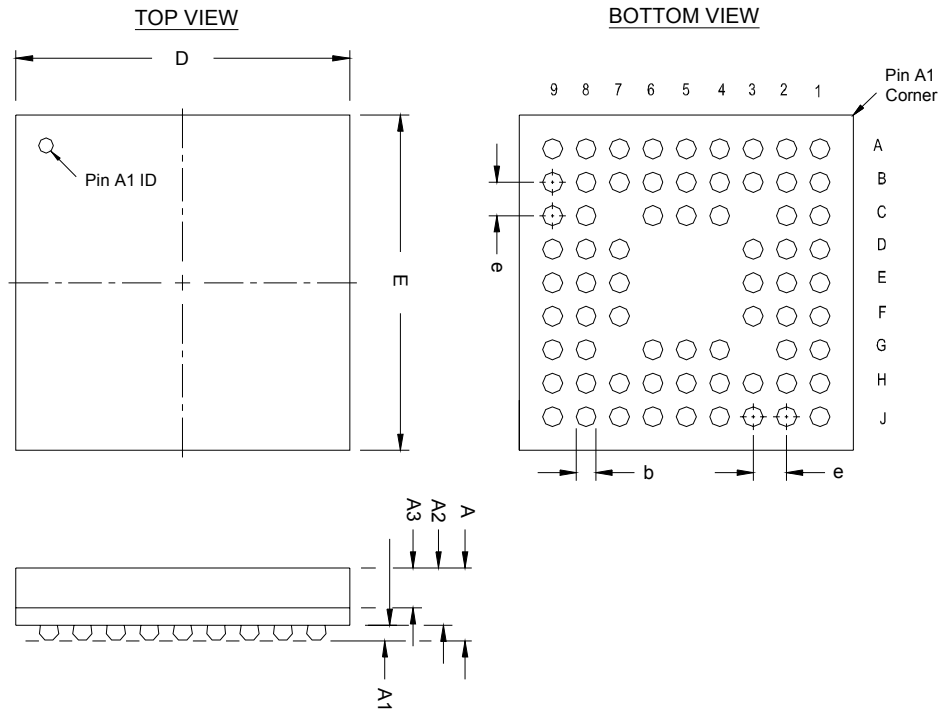 TOP VIEW
D
Pin A1 ID
E
BOTTOM VIEW
Pin A1
Corner
9 8 7 6 5 4 3 2 1
A
B
C
D
E
F
G
H
J
e
b
e
A3
A2
A
A1